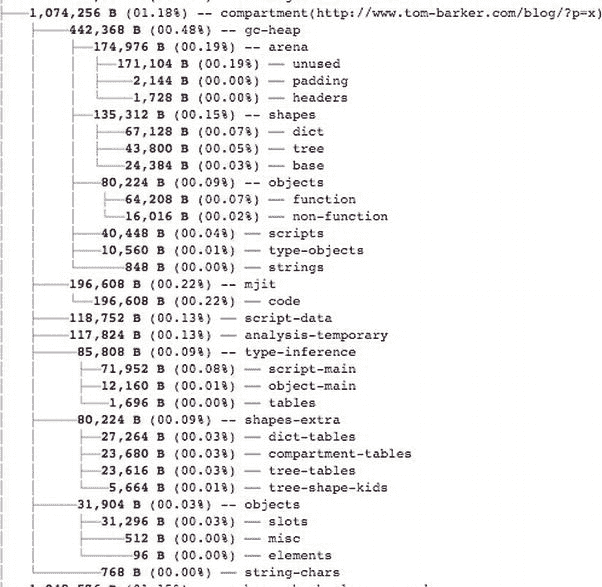 1,074,256 B (01.18%) -- compartment(http://www.tom-barker.com/blog/?p=x)
442,368 B (00.48%) -- gc-heap
174,976 B (00.19%) -- arena
171,104 B (00.19%) — unused
2,144 B (00.00%) — padding
1,728 B (00.00%) — headers
135,312 B (00.15%) -- shapes
67,128 B (00.07%) — dict
43,800 B (00.05%) — tree
24,384 B (00.03%) — base
80,224 B (00.09%) -- objects
64,208 B (00.07%) — function
16,016 B (00.02%) — non-function
40,448 B (00.04%) — scripts
10,560 B (00.01%) — type-objects
848 B (00.00%) — strings
196,608 B (00.22%) -- mjit
196,608 B (00.22%) — code
118,752 B (00.13%) — script-data
117,824 B (00.13%) — analysis-temporary
85,808 B (00.09%) -- type-inference
71,952 B (00.08%) — script-main
12,160 B (00.01%) — object-main
1,696 B (00.00%) — tables
80,224 B (00.09%) -- shapes-extra
27,264 B (00.03%) — dict-tables
23,680 B (00.03%) — compartment-tables
23,616 B (00.03%) — tree-tables
5,664 B (00.01%) — tree-shape-kids
31,904 B (00.03%) -- objects
31,296 B (00.03%) — slots
512 B (00.00%) — misc
96 B (00.00%) — elements
768 B (00.00%) — string-chars